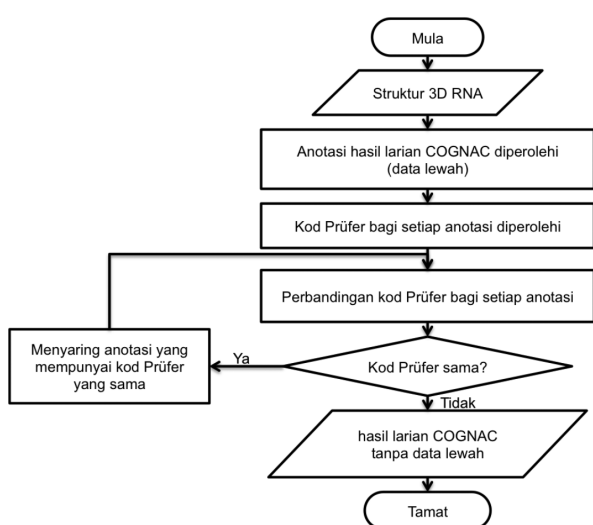 Mula
Struktur 3D RNA
Anotasi hasil larian COGNAC diperolehi
(data lewah)
Kod Prüfer bagi setiap anotasi diperolehi
Perbandingan kod Prüfer bagi setiap anotasi
Menyaring anotasi yang
mempunyai kod Prüfer
yang sama
Ya
Kod Prüfer sama?
Tidak
hasil larian COGNAC
tanpa data lewah
Tamat